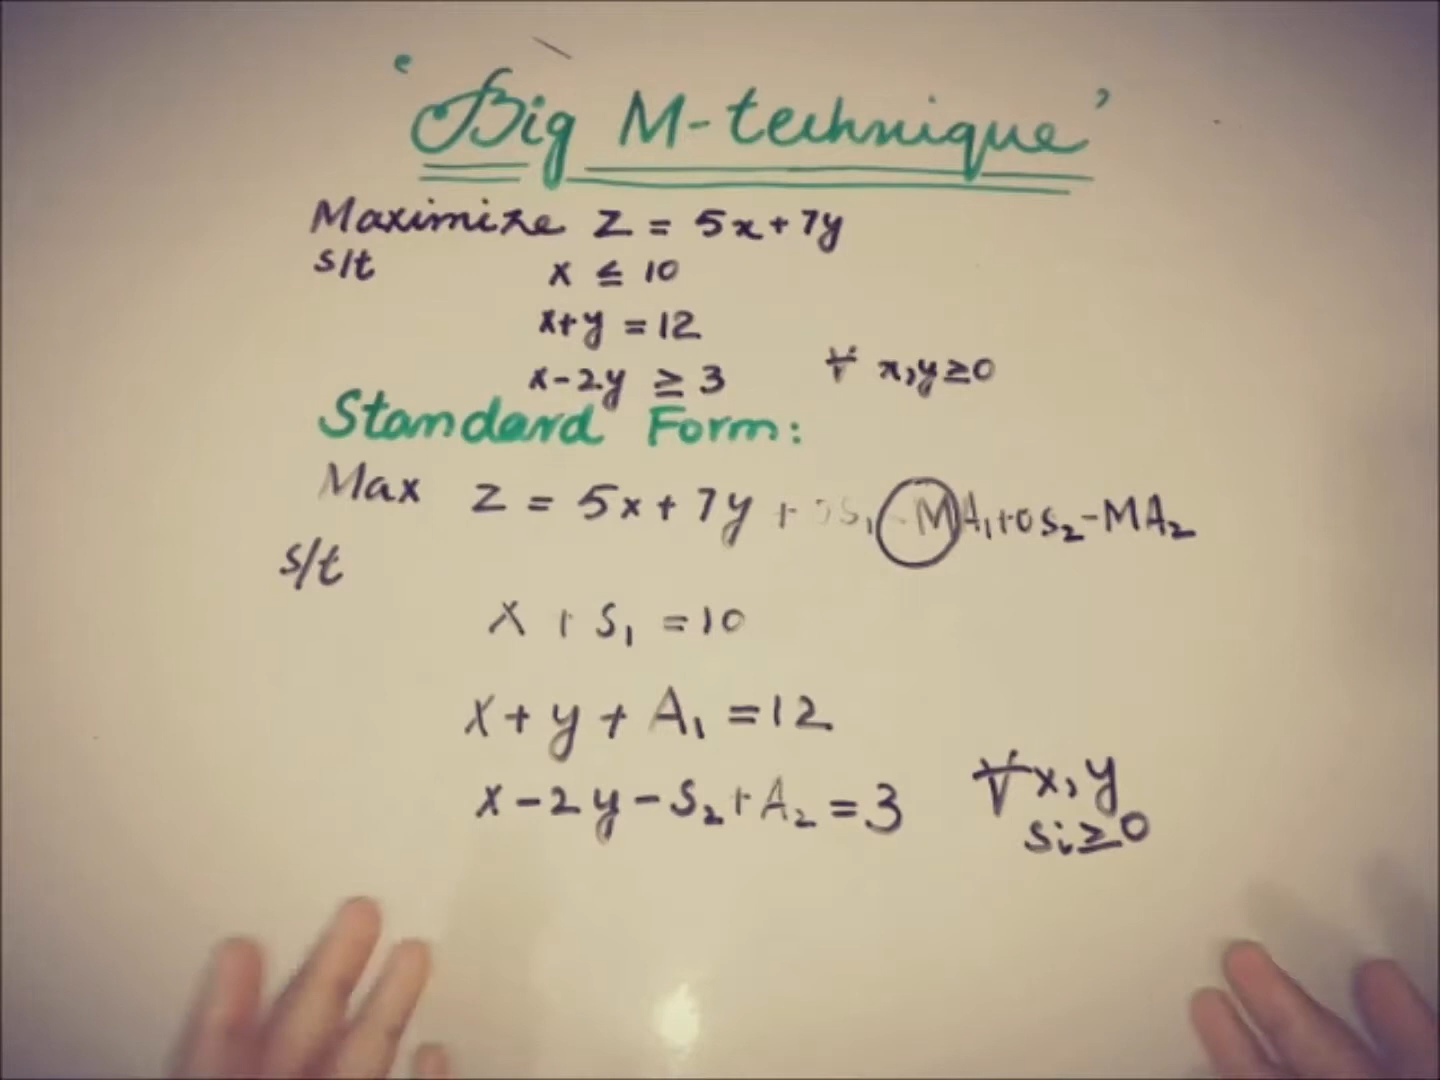 'Big M-technique'
Maximize Z = 5x+7y
s/t x ≤ 10
x+y = 12
x-2y ≥ 3 ∀ x,y≥0
Standard Form:
Max Z = 5x+7y +0S₁-MA₁+0S₂-MA₂
s/t
x + S₁ = 10
x+y+A₁ = 12
x-2y-S₂+A₂ = 3 ∀x,y
Si≥0